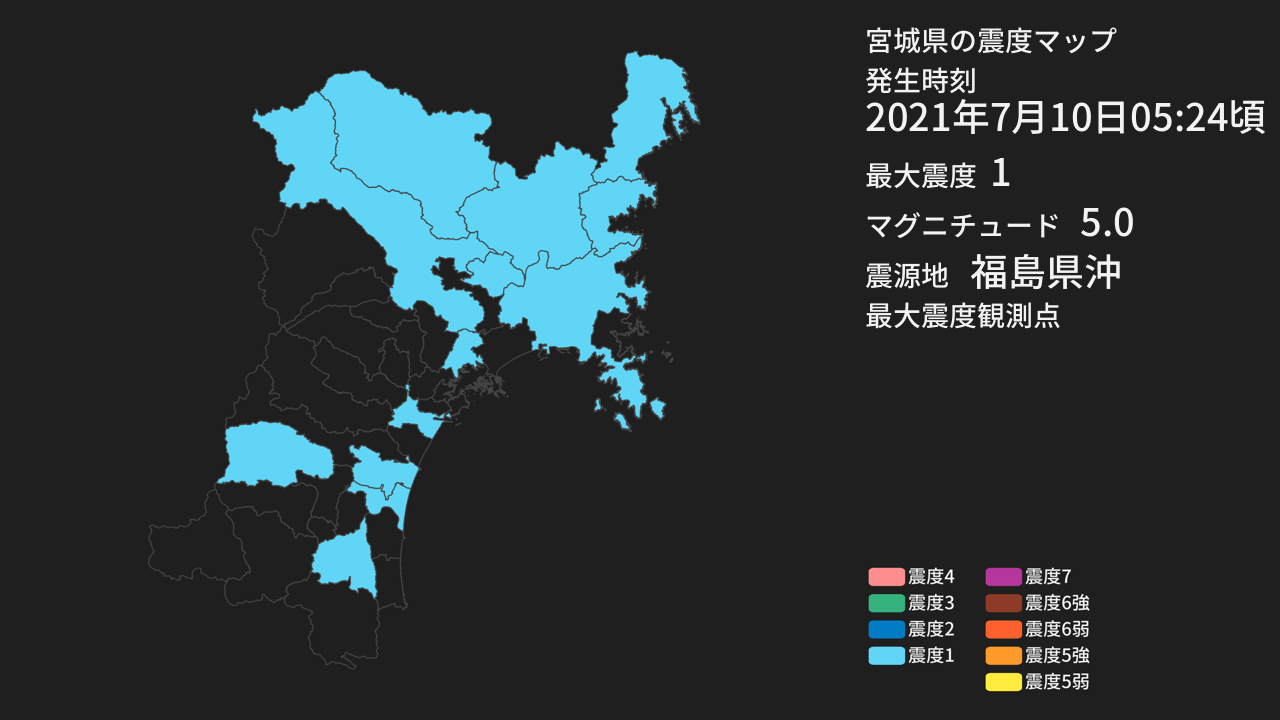 宮城県の震度マップ
発生時刻
2021年7月10日05:24頃
最大震度 1
マグニチュード 5.0
震源地 福島県沖
最大震度観測点
震度4 震度7
震度3 震度6強
震度2 震度6弱
震度1 震度5強
震度5弱